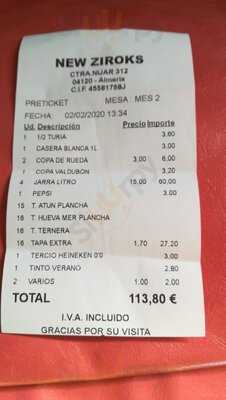 NEW ZIROKS
CTRA.NIJAR 312
04120 - Almeria
C.I.F. 45581788J
PRETICKET MESA MES 2
FECHA: 02/02/2020 13:34
Ud. Descripción Precio Importe
1 1/2 TURIA 3,60
1 CASERA BLANCA 1L 3,00
2 COPA DE RUEDA 3,00 6,00
1 COPA VALDUBON 3,20
4 JARRA LITRO 15,00 60,00
1 PEPSI 3,00
15 T. ATUN PLANCHA
16 T. HUEVA MER PLANCHA
16 T. TERNERA
16 TAPA EXTRA 1,70 27,20
1 TERCIO HEINEKEN 0'0 3,00
1 TINTO VERANO 2,80
2 VARIOS 1,00 2,00
TOTAL 113,80 €
I.V.A. INCLUIDO
GRACIAS POR SU VISITA